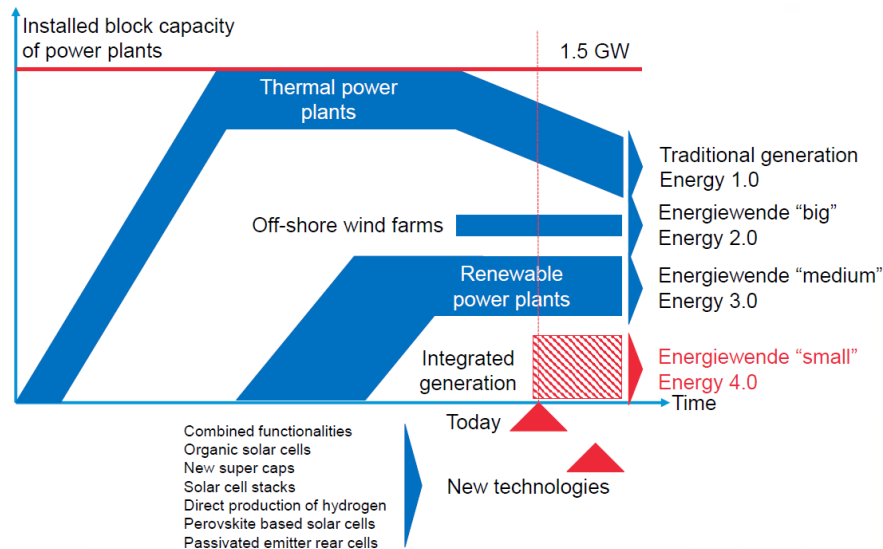 Installed block capacity
of power plants
1.5 GW
Thermal power
plants
Traditional generation
Energy 1.0
Off-shore wind farms
Energiewende “big”
Energy 2.0
Renewable
power plants
Energiewende “medium”
Energy 3.0
Integrated
generation
Energiewende “small”
Energy 4.0
Time
Today
Combined functionalities
Organic solar cells
New super caps
Solar cell stacks
Direct production of hydrogen
Perovskite based solar cells
Passivated emitter rear cells
New technologies